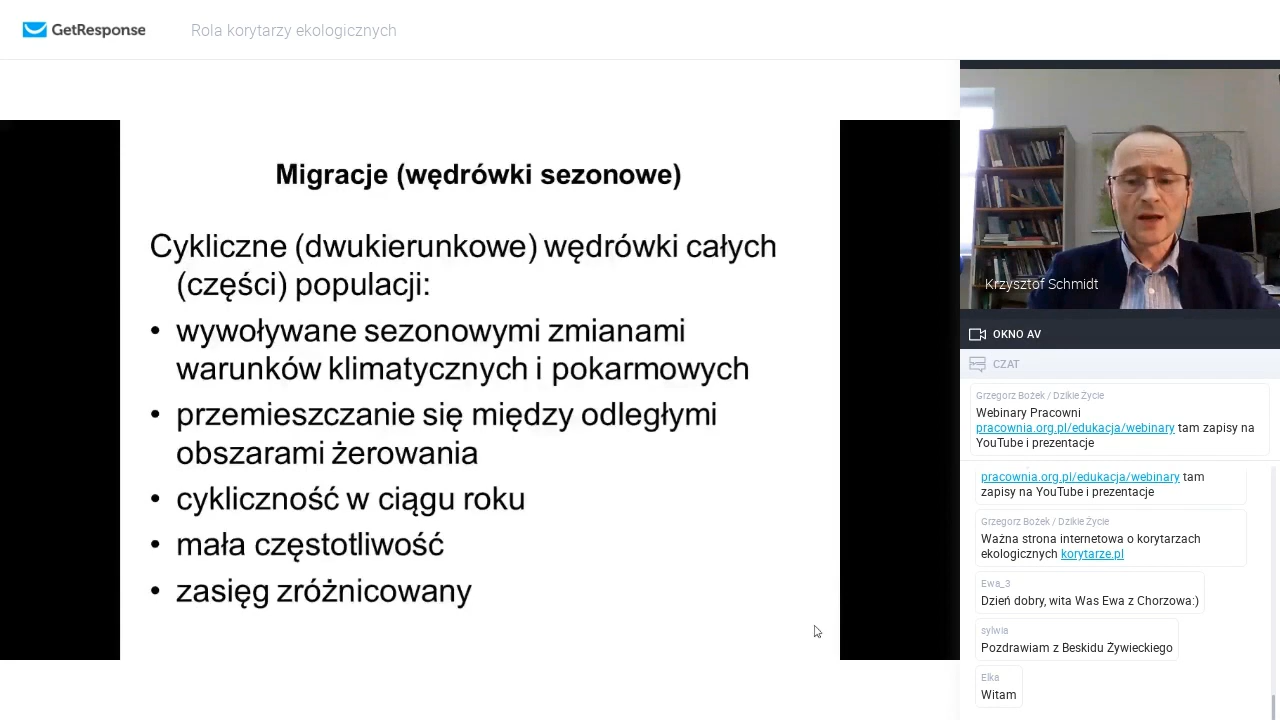 GetResponse
Rola korytarzy ekologicznych
Migracje (wędrówki sezonowe)
Cykliczne (dwukierunkowe) wędrówki całych
(części) populacji:
• wywoływane sezonowymi zmianami
warunków klimatycznych i pokarmowych
• przemieszczanie się między odległymi
obszarami żerowania
• cykliczność w ciągu roku
• mała częstotliwość
• zasięg zróżnicowany
Krzysztof Schmidt
OKNO AV
CZAT
Grzegorz Bożek / Dzikie Życie
Webinary Pracowni
pracownia.org.pl/edukacja/webinary tam zapisy na
YouTube i prezentacje
pracownia.org.pl/edukacja/webinary tam
zapisy na YouTube i prezentacje
Grzegorz Bożek / Dzikie Życie
Ważna strona internetowa o korytarzach
ekologicznych korytarze.pl
Ewa_3
Dzień dobry, wita Was Ewa z Chorzowa:)
sylwia
Pozdrawiam z Beskidu Żywieckiego
Elka
Witam